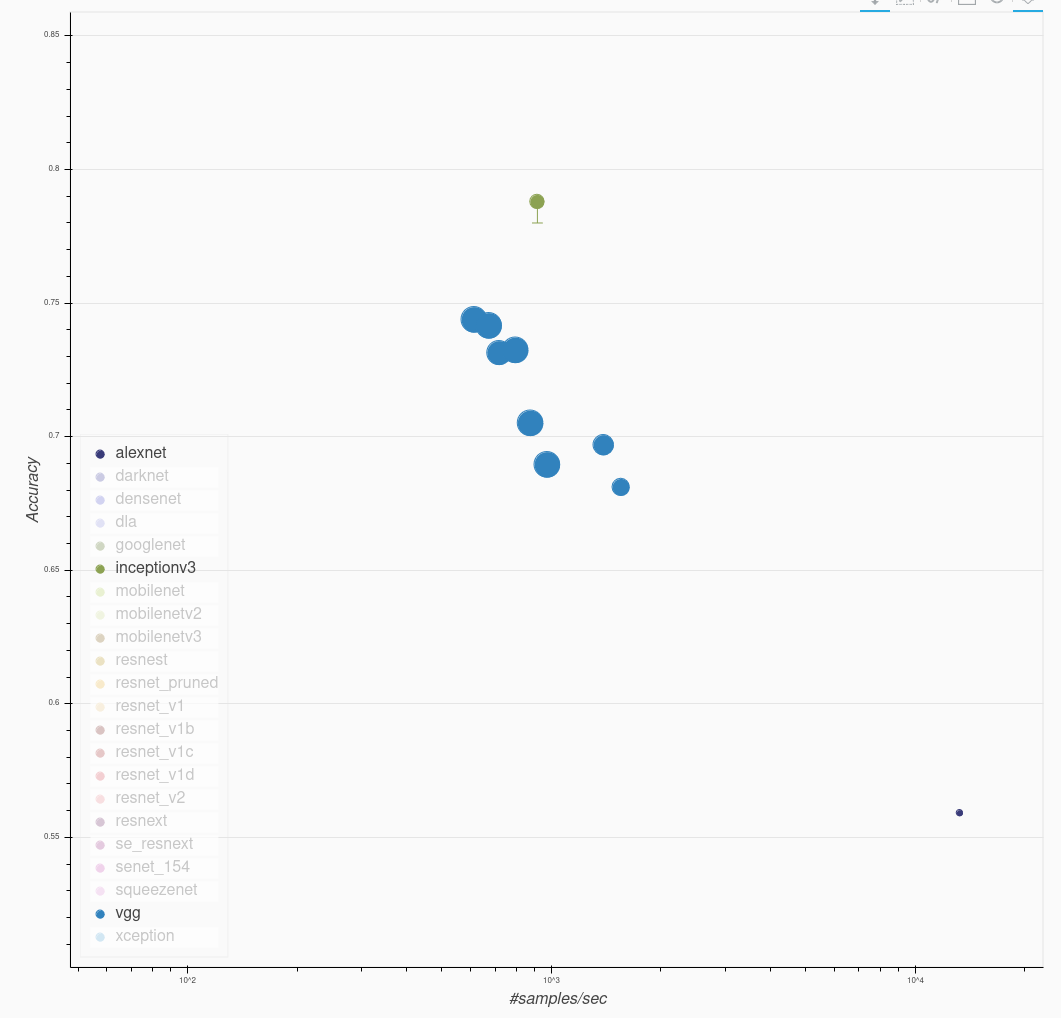 0.85
0.8
0.75
0.7
0.65
0.6
0.55
Accuracy
alexnet
darknet
densenet
dla
googlenet
inceptionv3
mobilenet
mobilenetv2
mobilenetv3
resnest
resnet_pruned
resnet_v1
resnet_v1b
resnet_v1c
resnet_v1d
resnet_v2
resnext
se_resnext
senet_154
squeezenet
vgg
xception
10^2
10^3
10^4
#samples/sec